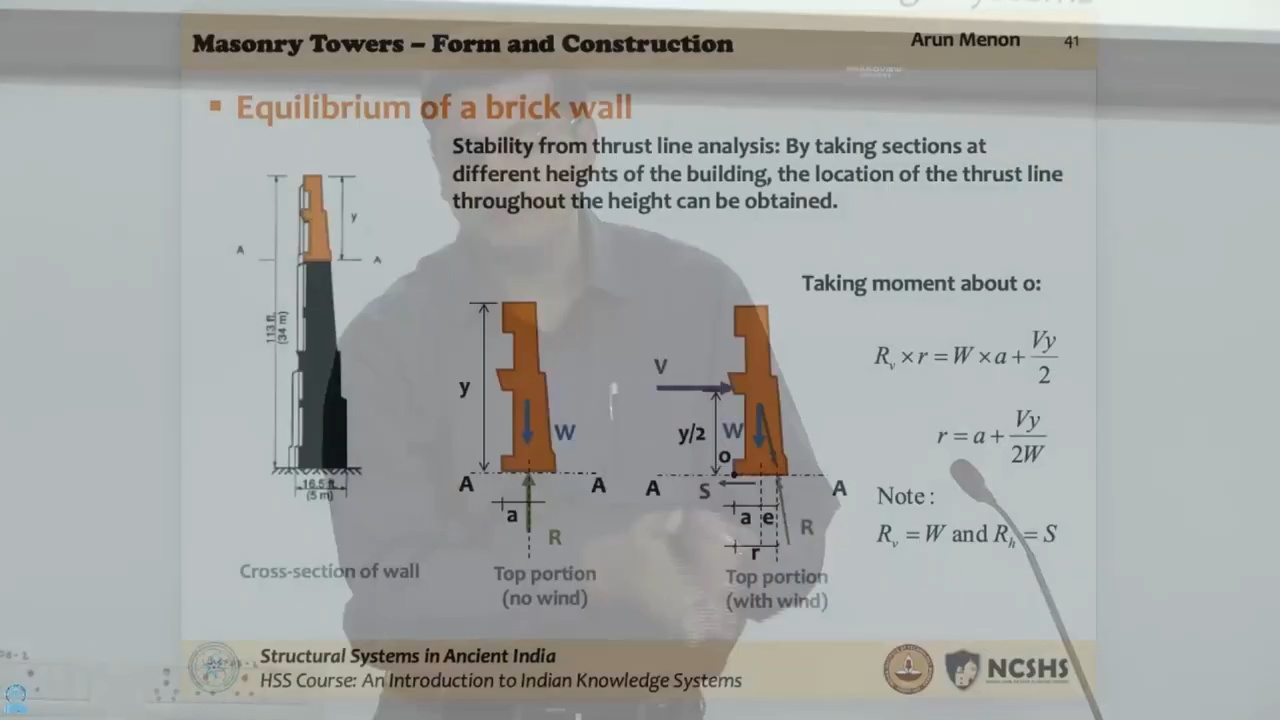 Masonry Towers – Form and Construction
Arun Menon
41
▪ Equilibrium of a brick wall
Stability from thrust line analysis: By taking sections at
different heights of the building, the location of the thrust line
throughout the height can be obtained.
y
A
A
113 ft.
(34 m)
16.5 ft.
(5 m)
Cross-section of wall
y
W
A
A
a
R
Top portion
(no wind)
V
y/2
W
o
A
S
A
a
e
R
r
Top portion
(with wind)
Taking moment about o:
R_v × r = W × a + Vy/2
r = a + Vy/2W
Note :
R_v = W and R_h = S
Structural Systems in Ancient India
HSS Course: An Introduction to Indian Knowledge Systems
NCSHS